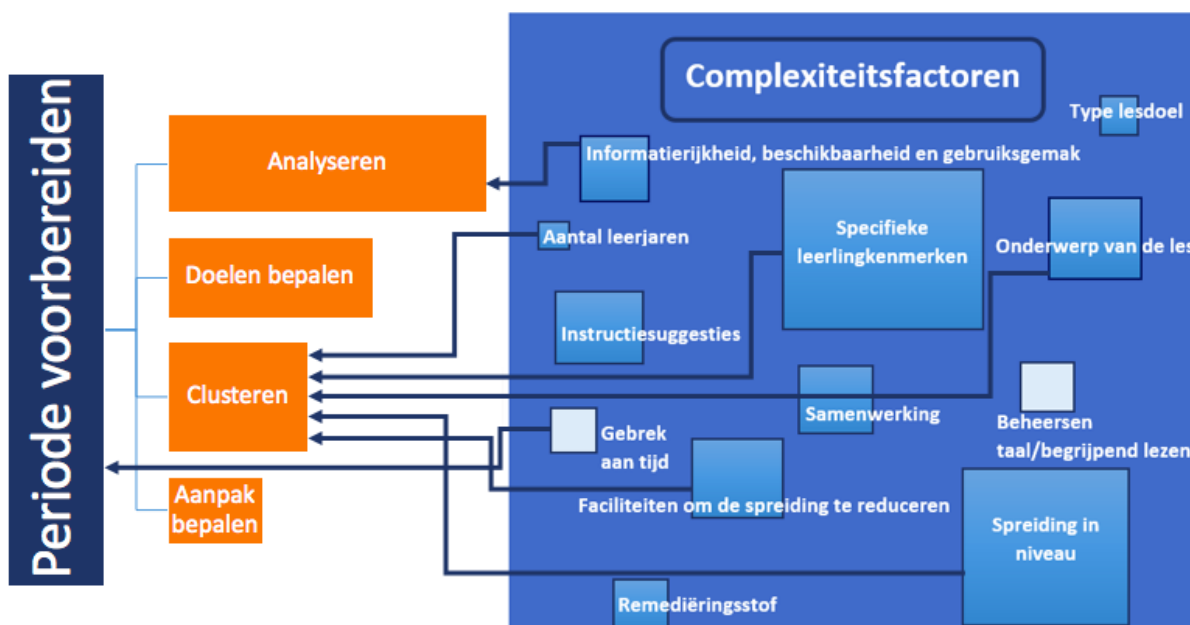 Periode voorbereiden
Analyseren
Doelen bepalen
Clusteren
Aanpak
bepalen
Complexiteitsfactoren
Type lesdoel
Informatierijkheid, beschikbaarheid en gebruiksgemak
Aantal leerjaren
Specifieke
leerlingkenmerken
Onderwerp van de les
Instructiesuggesties
Samenwerking
Gebrek
aan tijd
Beheersen
taal/begrijpend lezen
Faciliteiten om de spreiding te reduceren
Spreiding in
niveau
Remediëringsstof